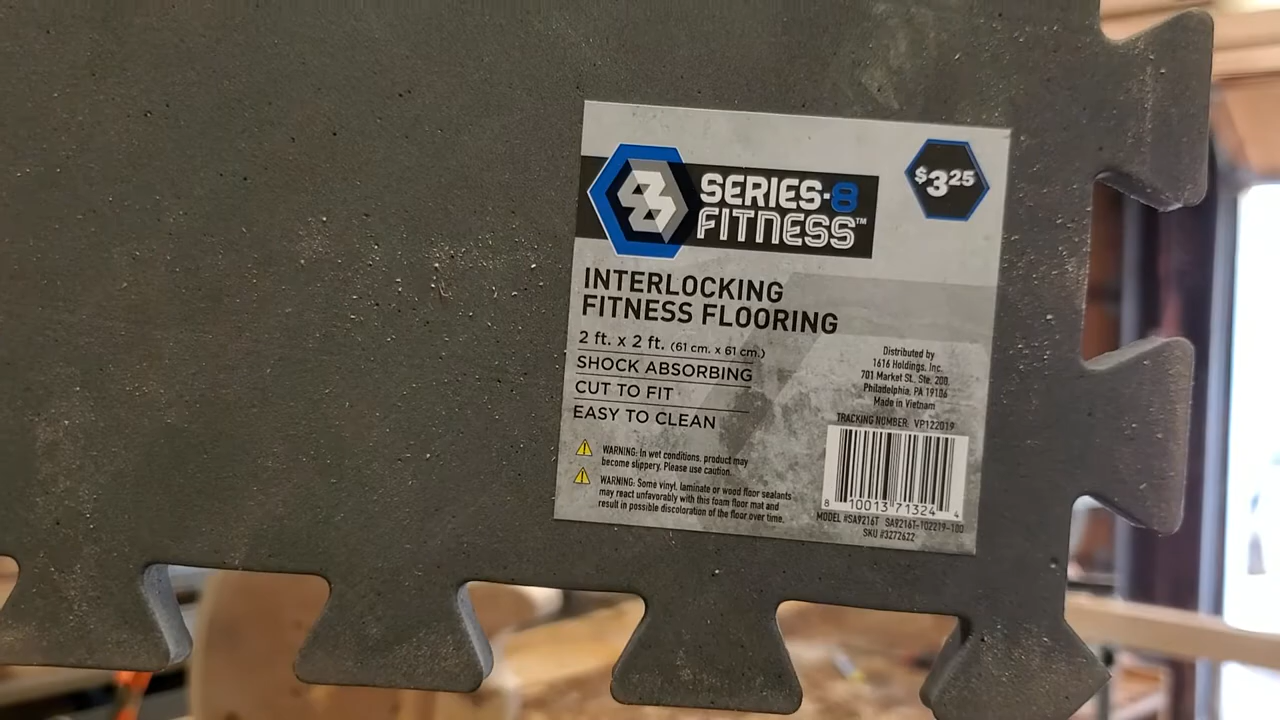 SERIES-8
FITNESS™
$3.25
INTERLOCKING
FITNESS FLOORING
2 ft. x 2 ft. (61 cm. x 61 cm.)
SHOCK ABSORBING
CUT TO FIT
EASY TO CLEAN
WARNING: In wet conditions, product may
become slippery. Please use caution.
WARNING: Some vinyl, laminate or wood floor sealants
may react unfavorably with this foam floor mat and
result in possible discoloration of the floor over time.
Distributed by
1616 Holdings, Inc.
701 Market St., Ste. 200,
Philadelphia, PA 19106
Made in Vietnam
TRACKING NUMBER: VP122019
8 10013 71324 4
MODEL #SA9216T SA9216T-102219-100
SKU #3272622